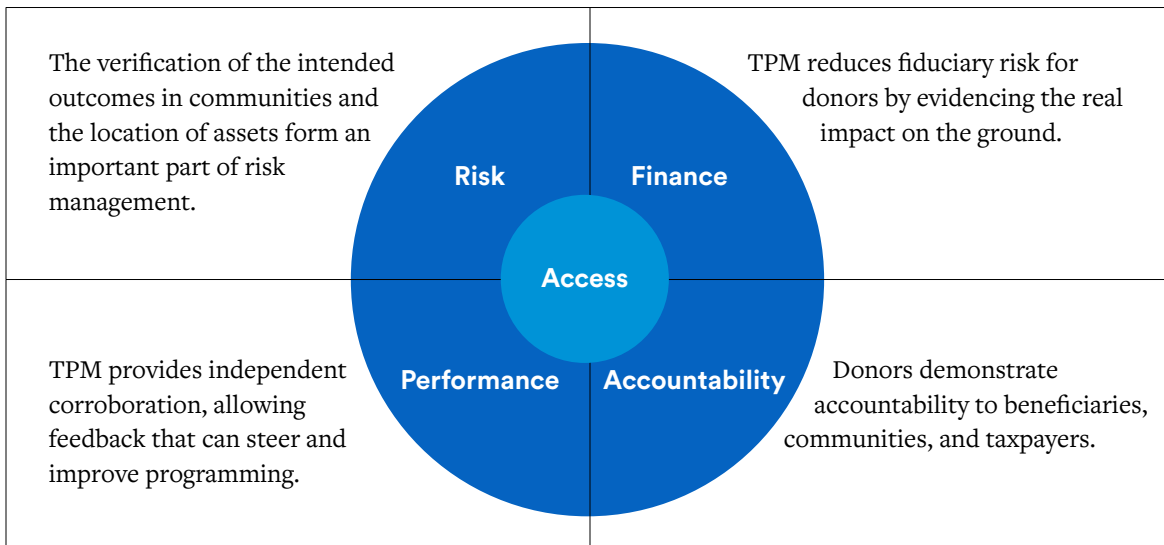 The verification of the intended
outcomes in communities and
the location of assets form an
important part of risk
management.
TPM reduces fiduciary risk for
donors by evidencing the real
impact on the ground.
Risk
Finance
Access
Performance
Accountability
TPM provides independent
corroboration, allowing
feedback that can steer and
improve programming.
Donors demonstrate
accountability to beneficiaries,
communities, and taxpayers.